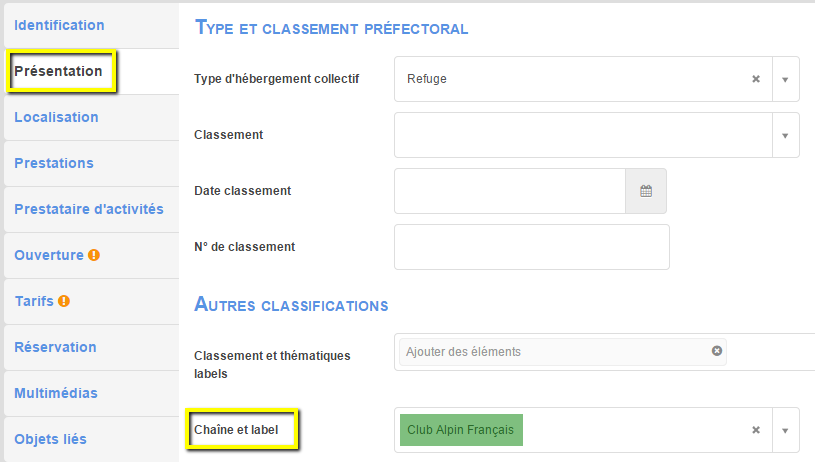 Identification
Présentation
Localisation
Prestations
Prestataire d'activités
Ouverture
Tarifs
Réservation
Multimédias
Objets liés
Type et classement préfectoral
Type d'hébergement collectif
Refuge
Classement
Date classement
N° de classement
Autres classifications
Classement et thématiques
labels
Ajouter des éléments
Chaîne et label
Club Alpin Français